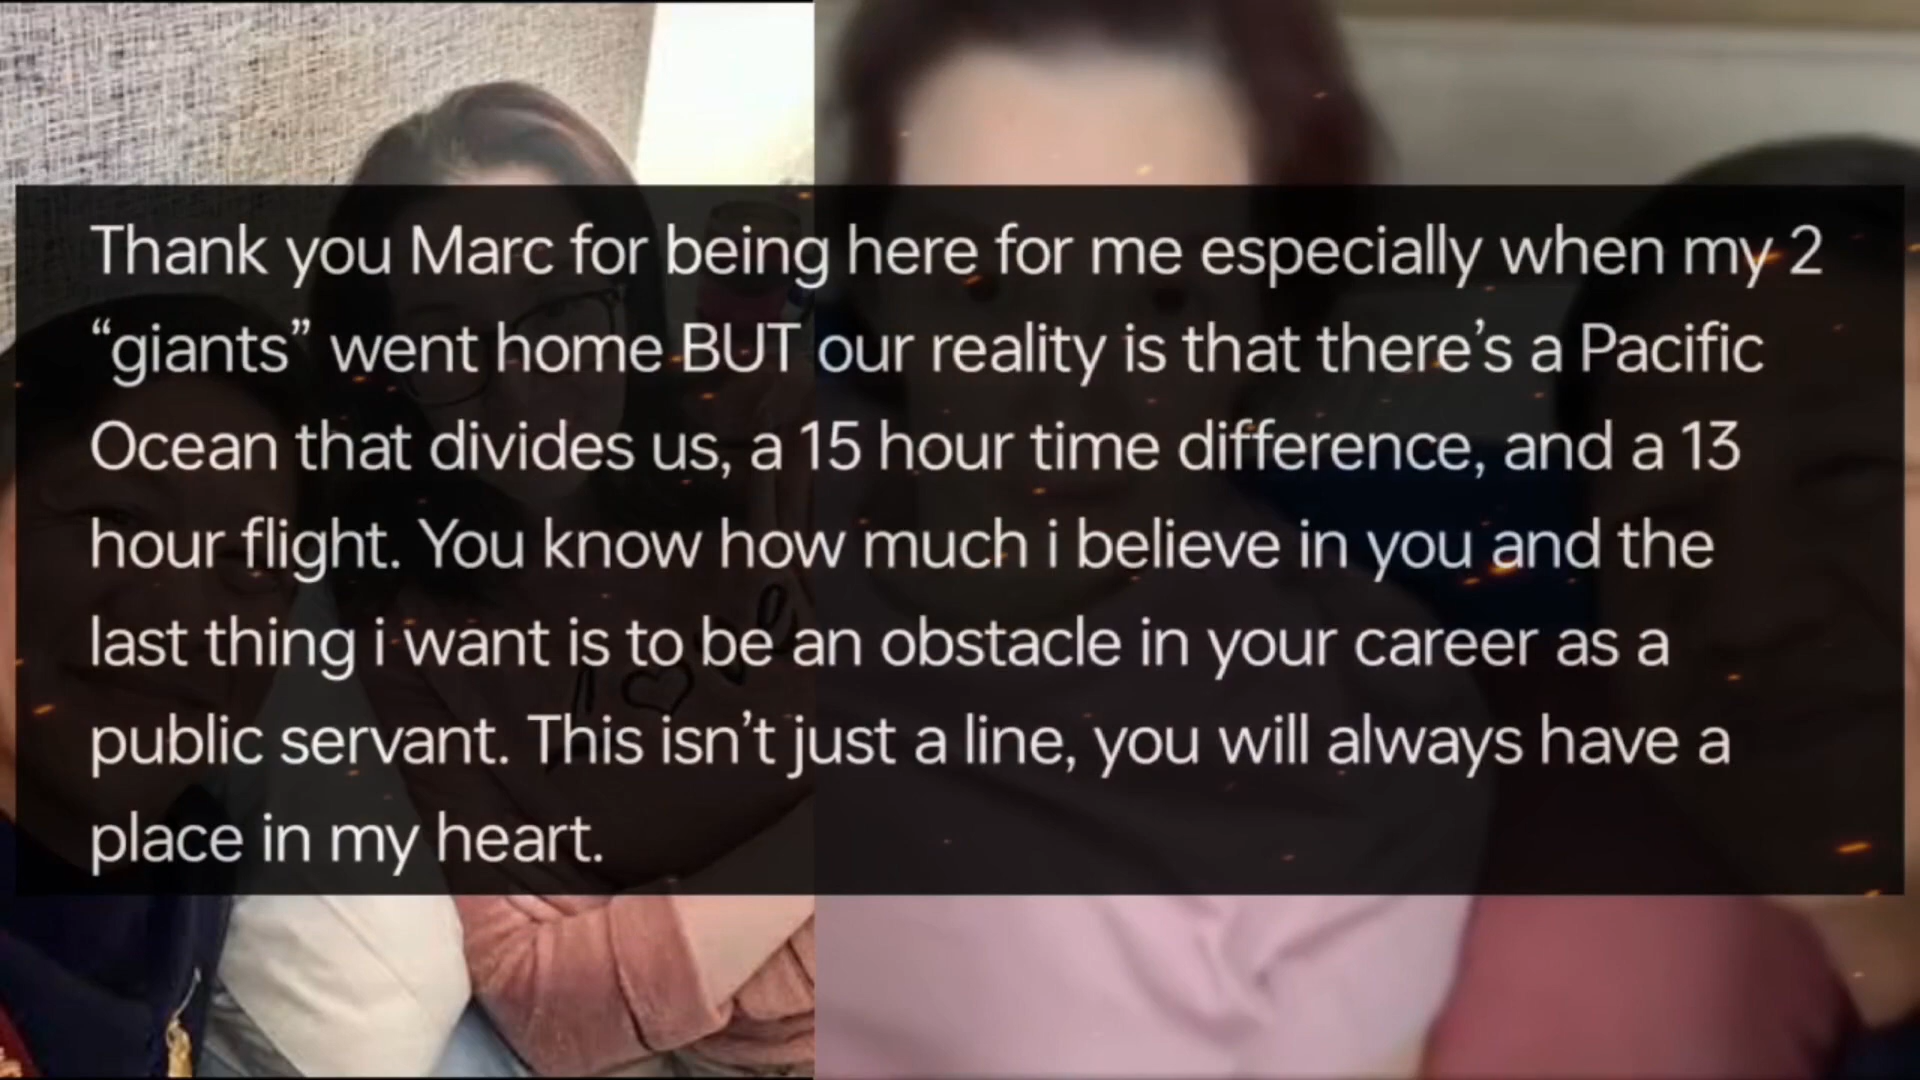 Thank you Marc for being here for me especially when my 2
“giants” went home BUT our reality is that there’s a Pacific
Ocean that divides us, a 15 hour time difference, and a 13
hour flight. You know how much i believe in you and the
last thing i want is to be an obstacle in your career as a
public servant. This isn’t just a line, you will always have a
place in my heart.
love